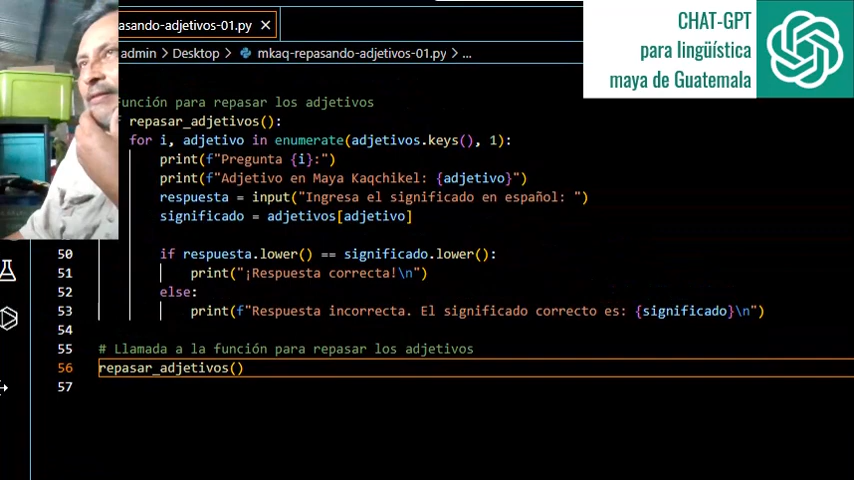 asando-adjetivos-01.py ×
CHAT-GPT
para lingüística
maya de Guatemala
admin > Desktop > mkaq-repasando-adjetivos-01.py > ...
Función para repasar los adjetivos
repasar_adjetivos():
for i, adjetivo in enumerate(adjetivos.keys(), 1):
print(f"Pregunta {i}:")
print(f"Adjetivo en Maya Kaqchikel: {adjetivo}")
respuesta = input("Ingresa el significado en español: ")
significado = adjetivos[adjetivo]
50 if respuesta.lower() == significado.lower():
51 print("¡Respuesta correcta!\n")
52 else:
53 print(f"Respuesta incorrecta. El significado correcto es: {significado}\n")
54
55 # Llamada a la función para repasar los adjetivos
56 repasar_adjetivos()
57